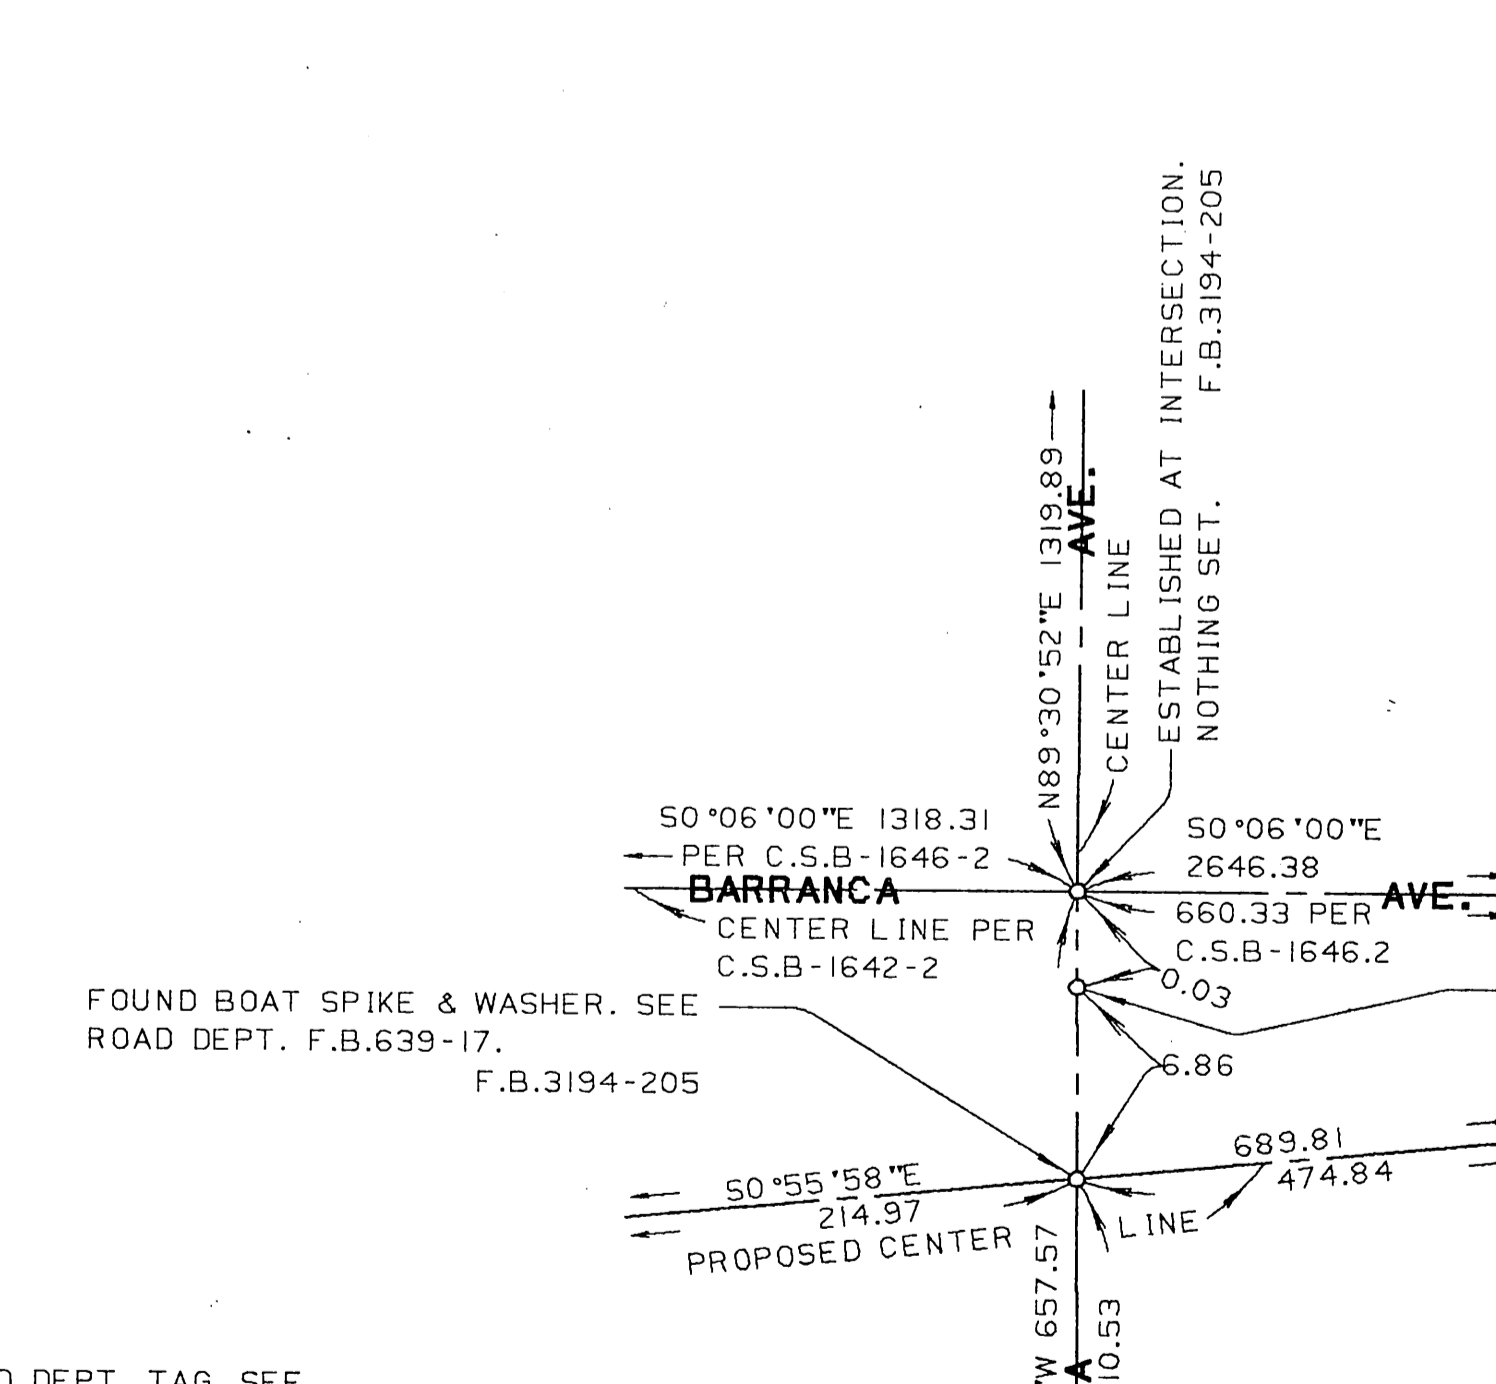 ESTABLISHED AT INTERSECTION.
NOTHING SET. F.B.3194-205
N89°30'52"E 1319.89
AVE.
CENTER LINE
S0°06'00"E 1318.31
PER C.S.B-1646-2
BARRANCA
CENTER LINE PER
C.S.B-1642-2
S0°06'00"E
2646.38
AVE.
660.33 PER
C.S.B-1646.2
0.03
FOUND BOAT SPIKE & WASHER. SEE
ROAD DEPT. F.B.639-17.
F.B.3194-205
6.86
689.81
474.84
S0°55'58"E
214.97
PROPOSED CENTER LINE
"W 657.57
A
10.53
DEPT. TAG. SEE